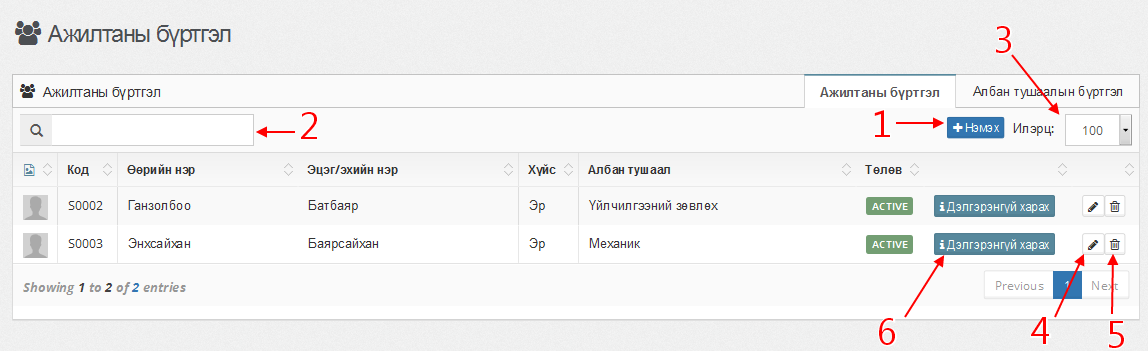 Ажилтаны бүртгэл
3
Ажилтаны бүртгэл
Ажилтаны бүртгэл
Албан тушаалын бүртгэл
2
1
Нэмэх
Илэрц:
100
Код
Өөрийн нэр
Эцэг/эхийн нэр
Хүйс
Албан тушаал
Төлөв
S0002 Ганзолбоо Батбаяр Эр Үйлчилгээний зөвлөх ACTIVE Дэлгэрэнгүй харах
S0003 Энхсайхан Баярсайхан Эр Механик ACTIVE Дэлгэрэнгүй харах
Showing 1 to 2 of 2 entries
Previous 1 Next
6
4
5